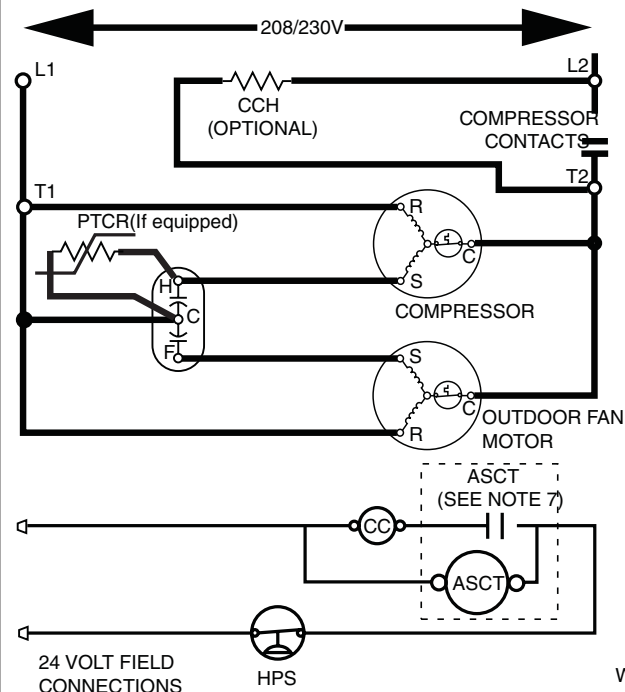 208/230V
L1
L2
CCH
(OPTIONAL)
COMPRESSOR
CONTACTS
T2
T1
R
PTCR(If equipped)
C
H
S
COMPRESSOR
C
F
S
C
OUTDOOR FAN
MOTOR
R
ASCT
(SEE NOTE 7)
CC
ASCT
24 VOLT FIELD
CONNECTIONS
HPS
W